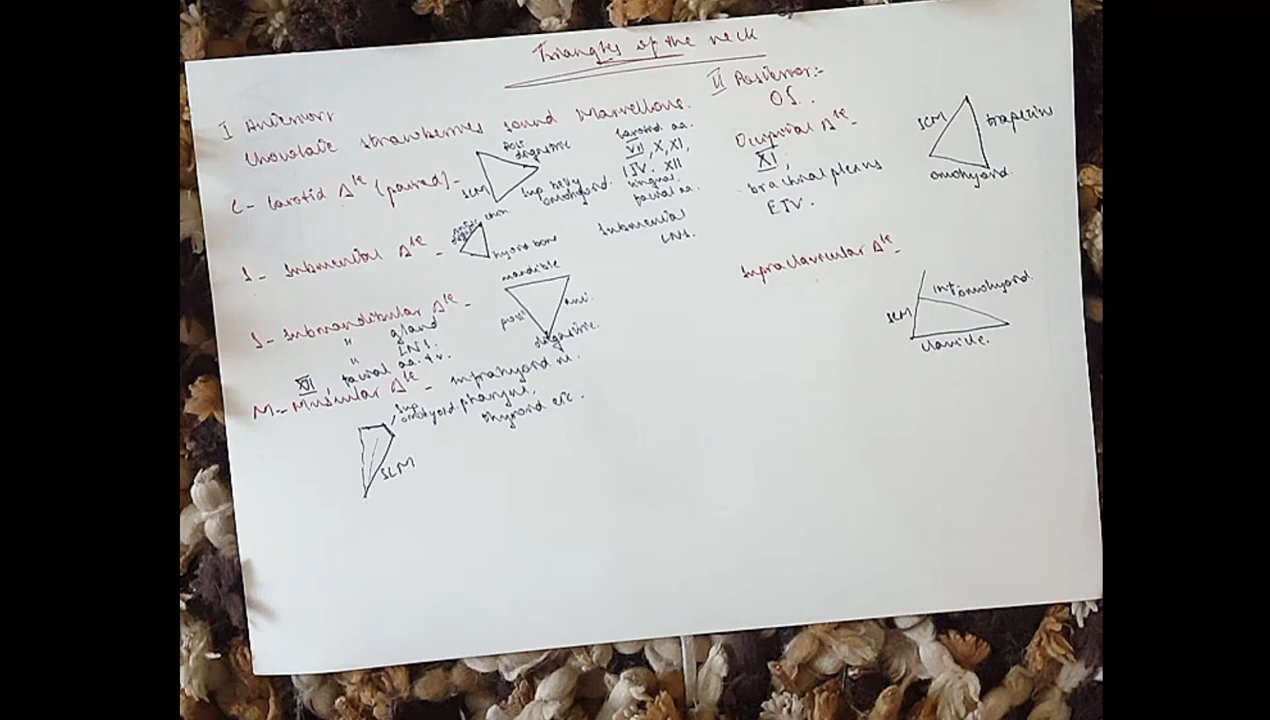 Triangles of the neck
I Anterior
Chocolate strawberries sound Marvellous.
C - Carotid Δle (paired) -
post digastric
SCM
sup belly omohyoid.
Carotid aa.
VII, X, XI,
IJV. XII
lingual
facial aa.
S - Submental Δle -
hyoid bone
Submental
LNs.
S - Submandibular Δle -
" gland
" LNs.
XII, facial aa. + v.
mandible
post
ant.
digastric.
M - Muscular Δle - infrahyoid m.
pharynx,
thyroid etc.
sup omohyoid
SCM
II Posterior:-
OS.
Occipital Δle -
XI,
brachial plexus
EJV.
SCM
trapezius
omohyoid.
Supraclavicular Δle -
inf omohyoid
SCM
clavicle.